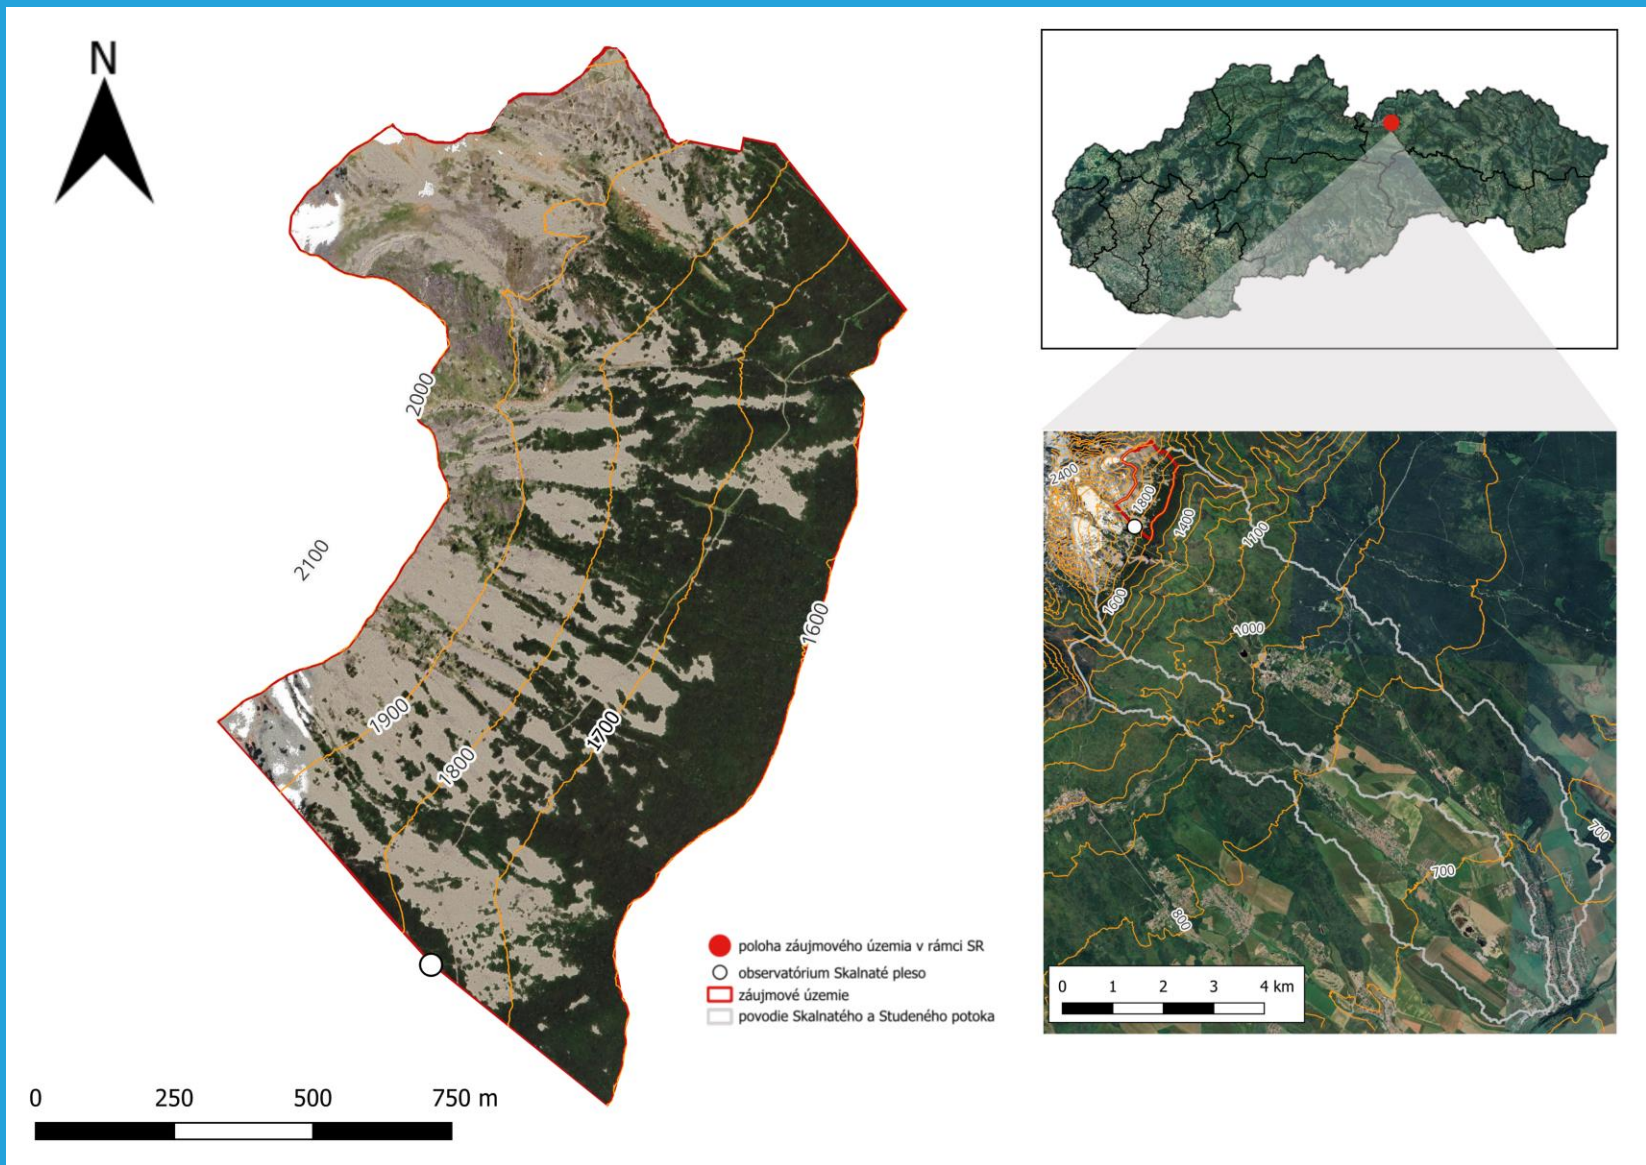 N
2000
2100
1900
1800
1700
1600
0 250 500 750 m
poloha záujmového územia v rámci SR
observatórium Skalnaté pleso
záujmové územie
povodie Skalnatého a Studeného potoka
2400
1800
1400
1100
1600
1000
700
700
800
0 1 2 3 4 km